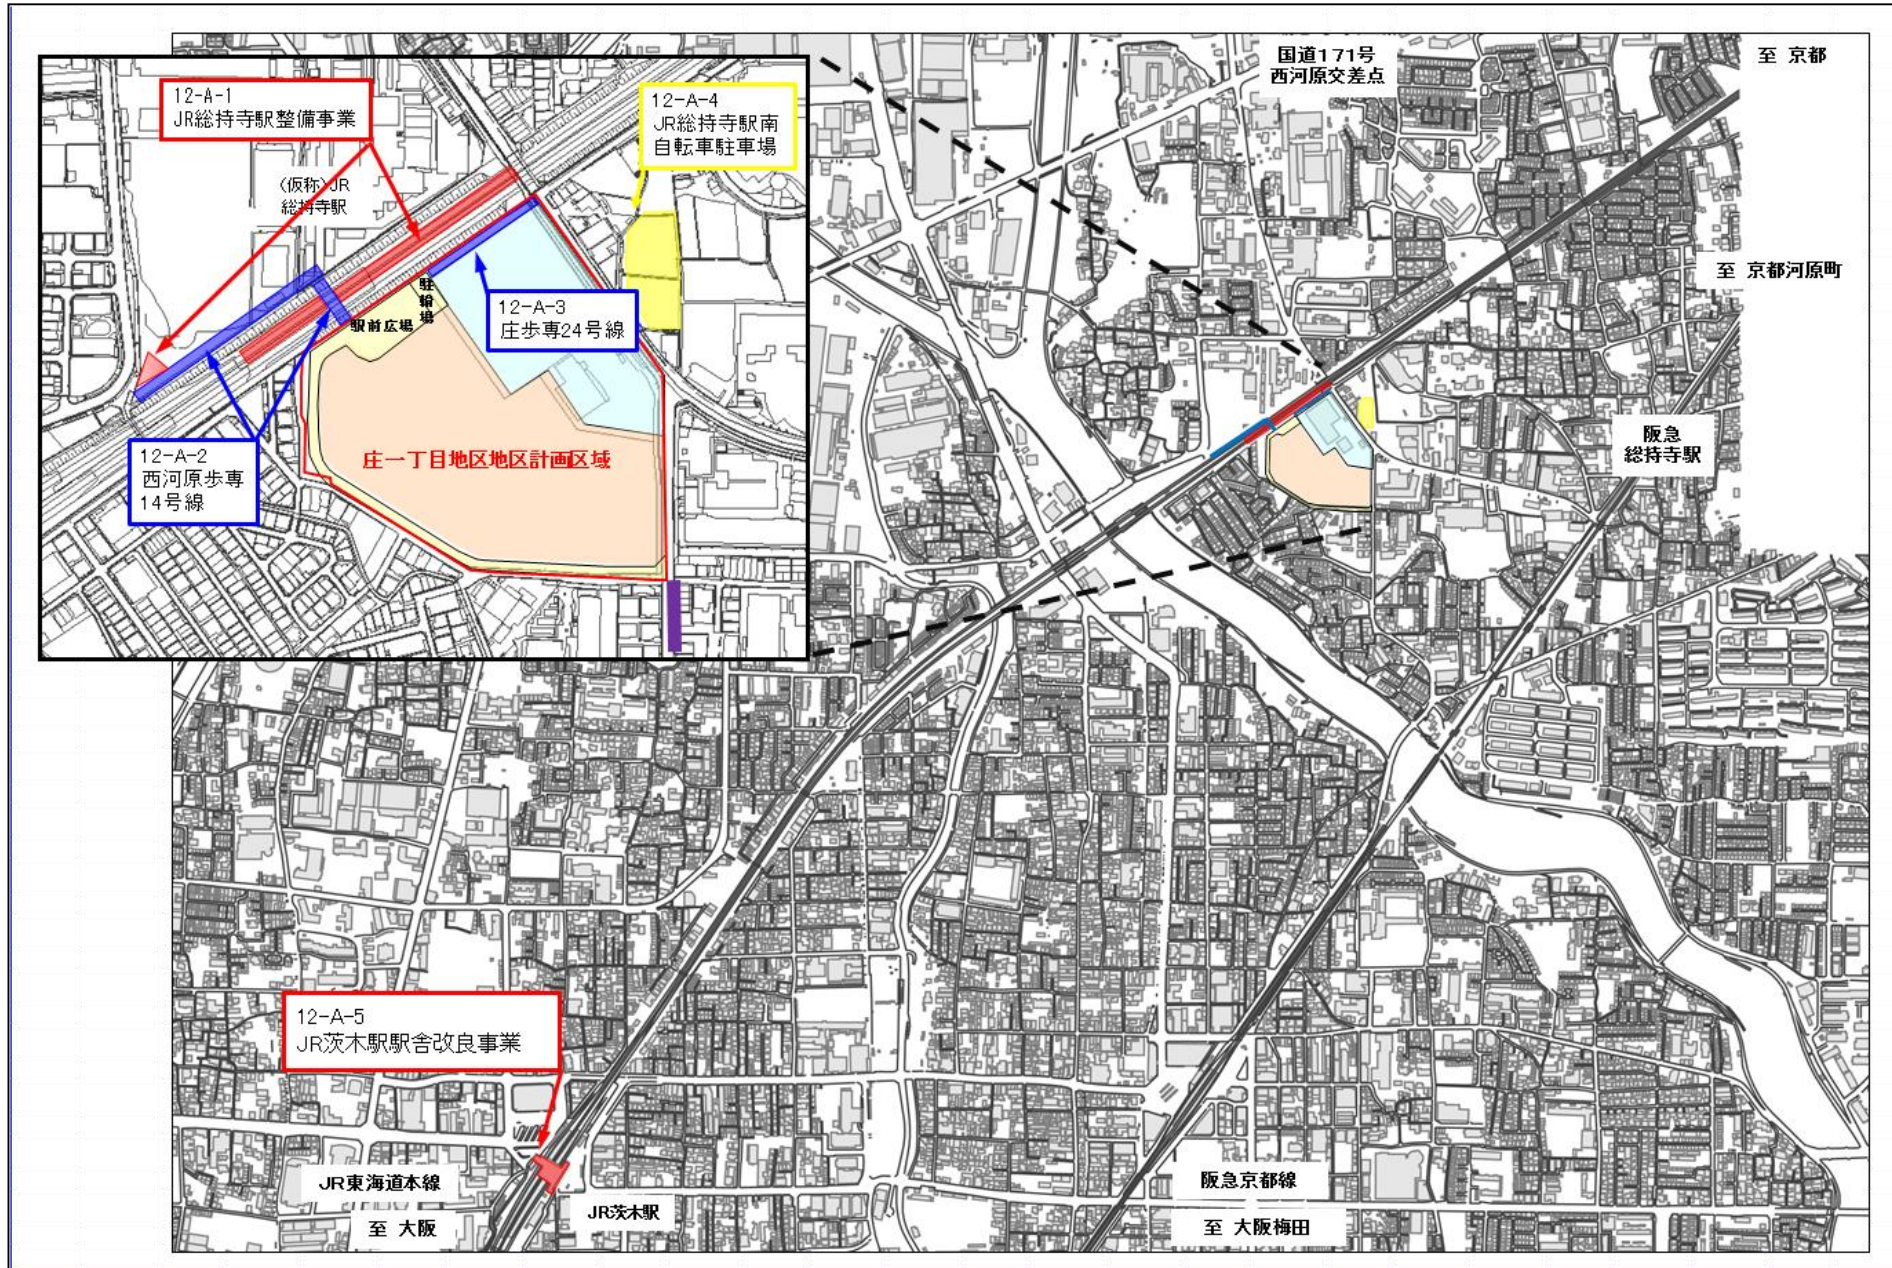 12-A-1
JR総持寺駅整備事業
12-A-4
JR総持寺駅南
自転車駐車場
(仮称)JR
総持寺駅
駐輪場
駅前広場
12-A-3
庄歩専24号線
12-A-2
西河原歩専
14号線
庄一丁目地区地区計画区域
国道171号
西河原交差点
至 京都
至 京都河原町
阪急
総持寺駅
12-A-5
JR茨木駅駅舎改良事業
JR東海道本線
至 大阪
JR茨木駅
阪急京都線
至 大阪梅田